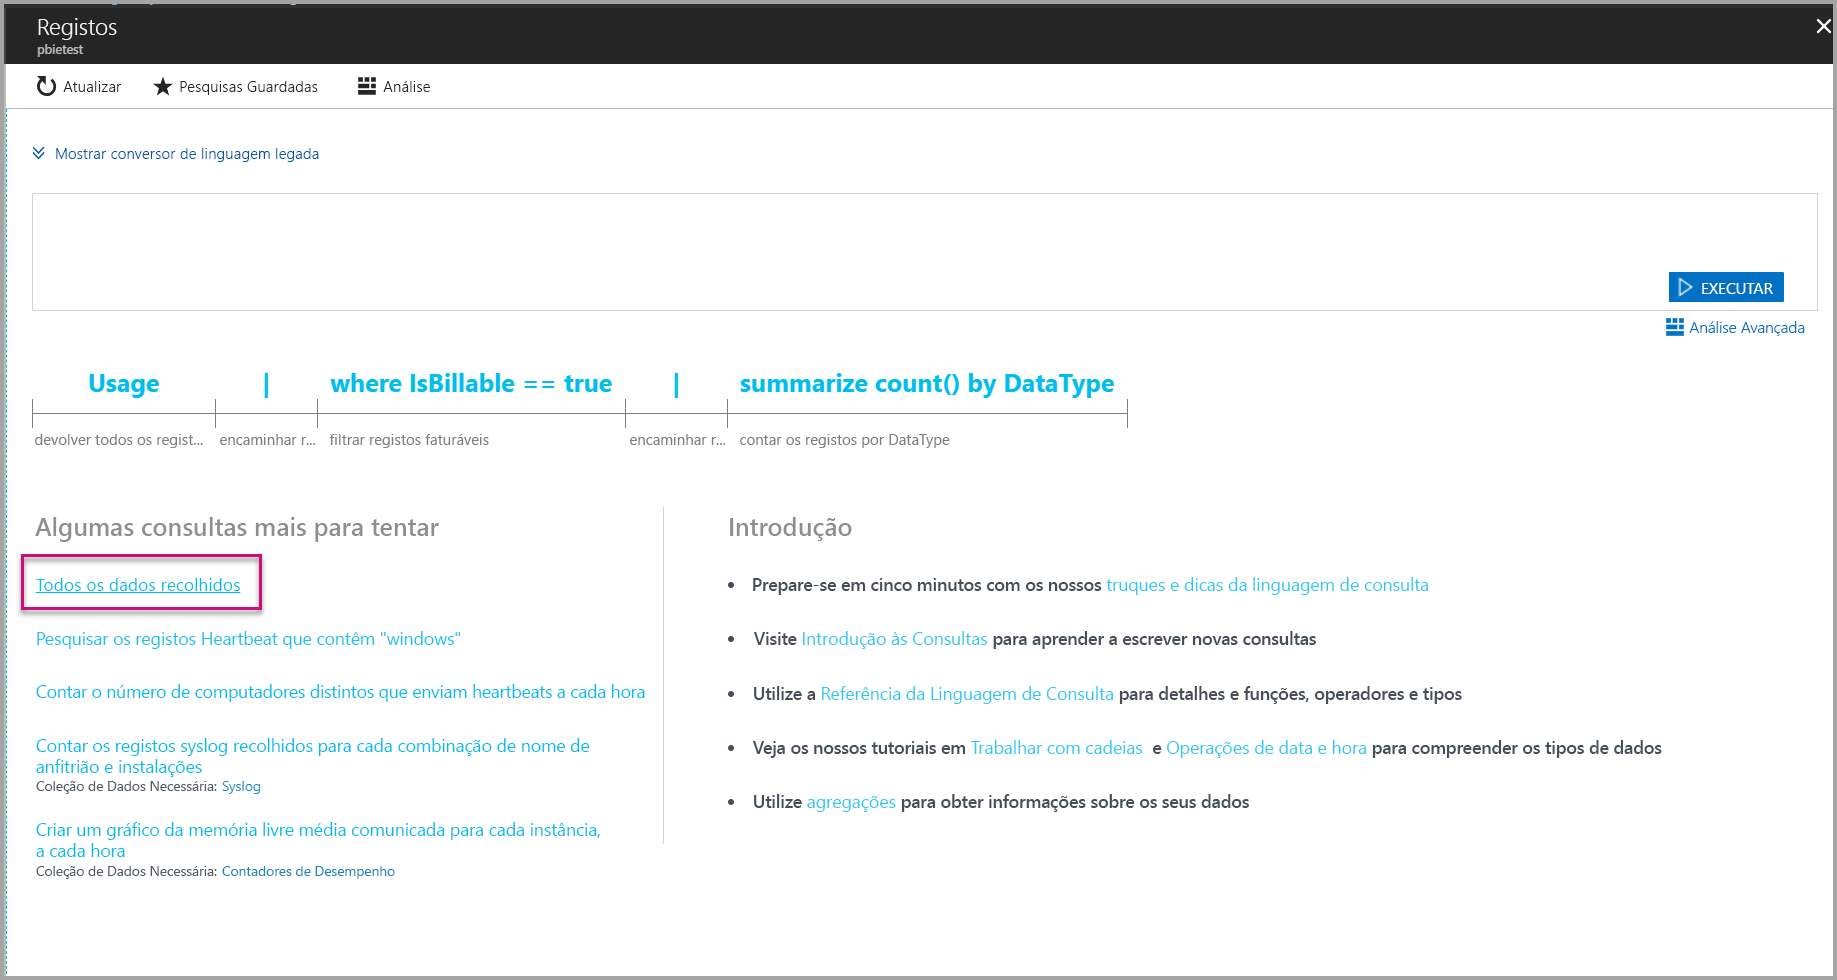 Registos
pbietest
Atualizar Pesquisas Guardadas Análise
Mostrar conversor de linguagem legada
EXECUTAR
Análise Avançada
Usage | where IsBillable == true | summarize count() by DataType
devolver todos os regist... encaminhar r... filtrar registos faturáveis encaminhar r... contar os registos por DataType
Algumas consultas mais para tentar
Todos os dados recolhidos
Pesquisar os registos Heartbeat que contêm "windows"
Contar o número de computadores distintos que enviam heartbeats a cada hora
Contar os registos syslog recolhidos para cada combinação de nome de
anfitrião e instalações
Coleção de Dados Necessária: Syslog
Criar um gráfico da memória livre média comunicada para cada instância,
a cada hora
Coleção de Dados Necessária: Contadores de Desempenho
Introdução
• Prepare-se em cinco minutos com os nossos truques e dicas da linguagem de consulta
• Visite Introdução às Consultas para aprender a escrever novas consultas
• Utilize a Referência da Linguagem de Consulta para detalhes e funções, operadores e tipos
• Veja os nossos tutoriais em Trabalhar com cadeias e Operações de data e hora para compreender os tipos de dados
• Utilize agregações para obter informações sobre os seus dados